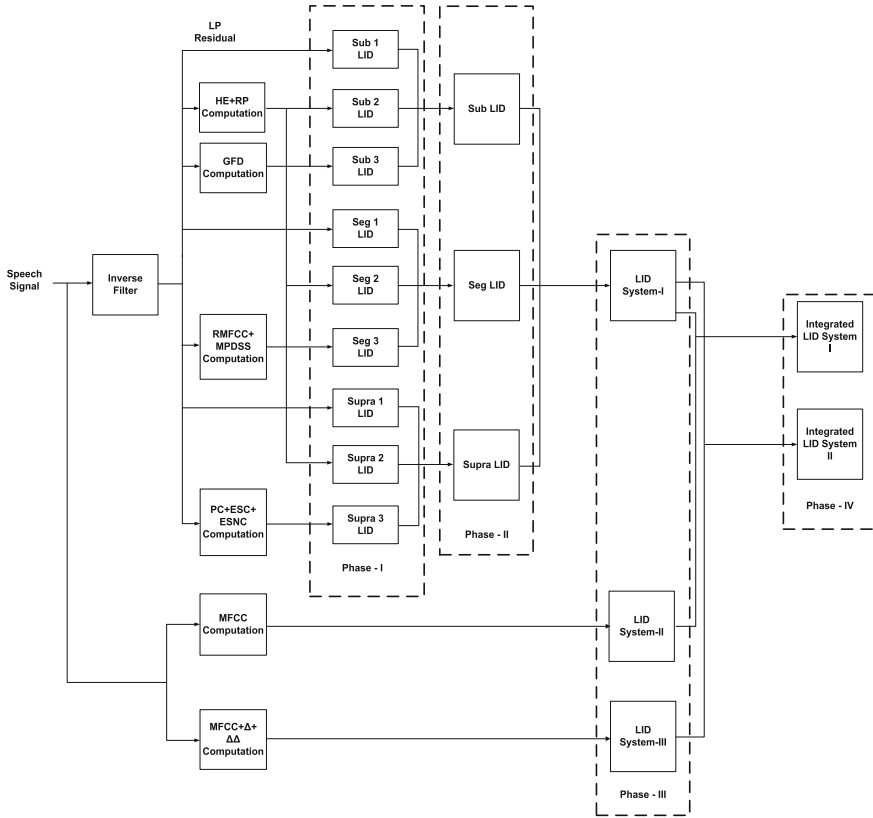 LP
Residual
Sub 1
LID
HE+RP
Computation
Sub 2
LID
Sub LID
GFD
Computation
Sub 3
LID
Seg 1
LID
Speech
Signal
Inverse
Filter
Seg 2
LID
Seg LID
LID
System-I
RMFCC+
MPDSS
Computation
Seg 3
LID
Integrated
LID System
I
Supra 1
LID
Supra 2
LID
Supra LID
Integrated
LID System
II
PC+ESC+
ESNC
Computation
Supra 3
LID
Phase - I
Phase - II
Phase - IV
MFCC
Computation
LID
System-II
MFCC+Δ+
ΔΔ
Computation
LID
System-III
Phase - III